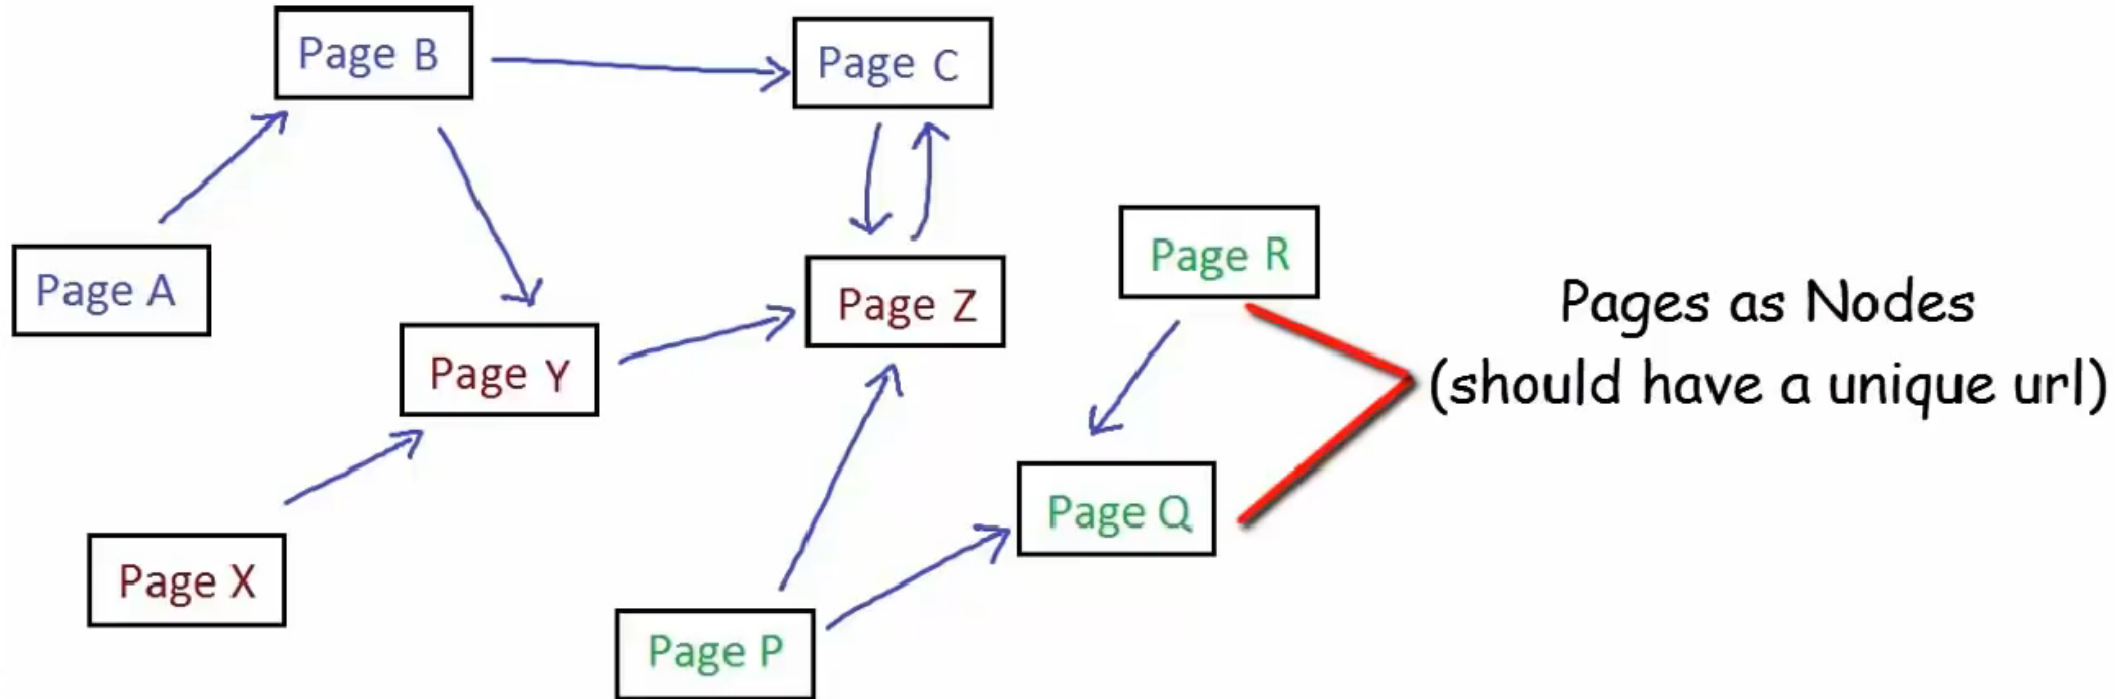 Page B
Page C
Page A
Page R
Page Z
Page Y
Page Q
Page X
Page P
Pages as Nodes
(should have a unique url)